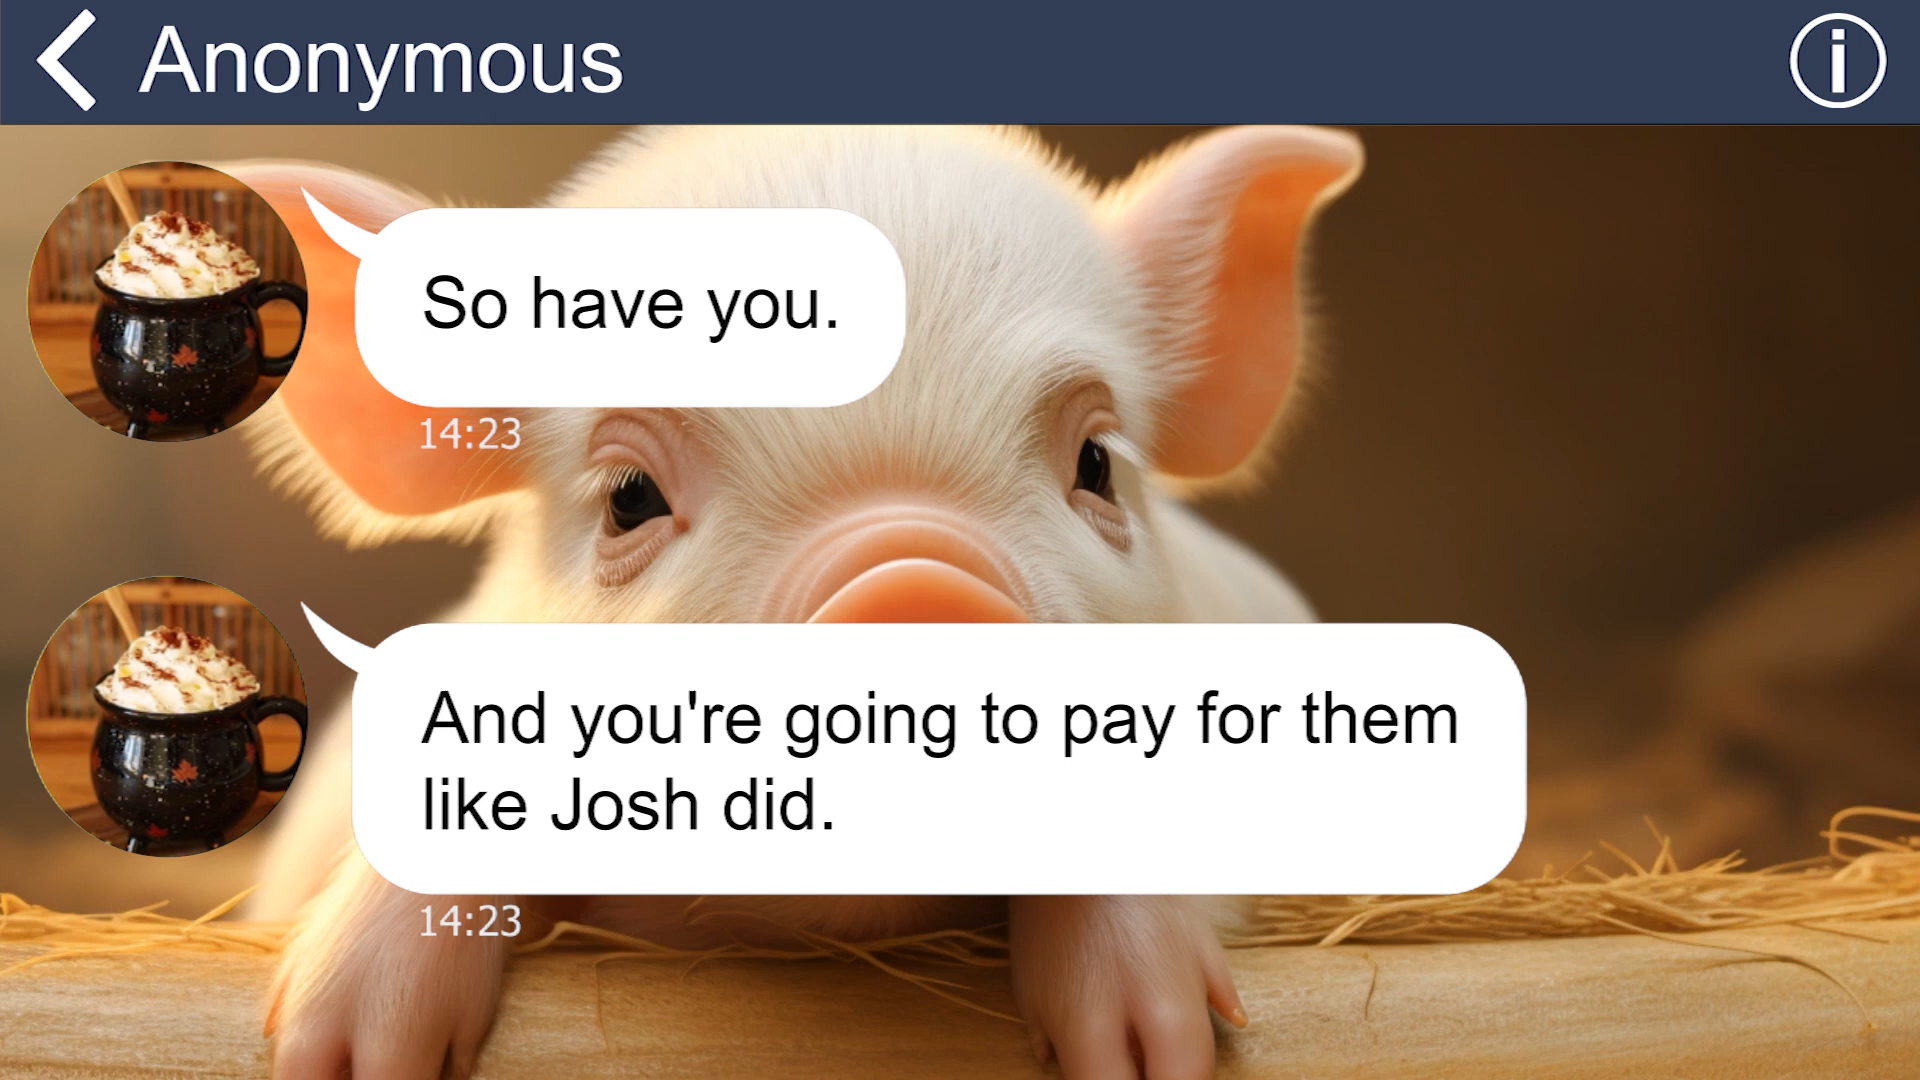 Anonymous
So have you.
14:23
And you're going to pay for them
like Josh did.
14:23